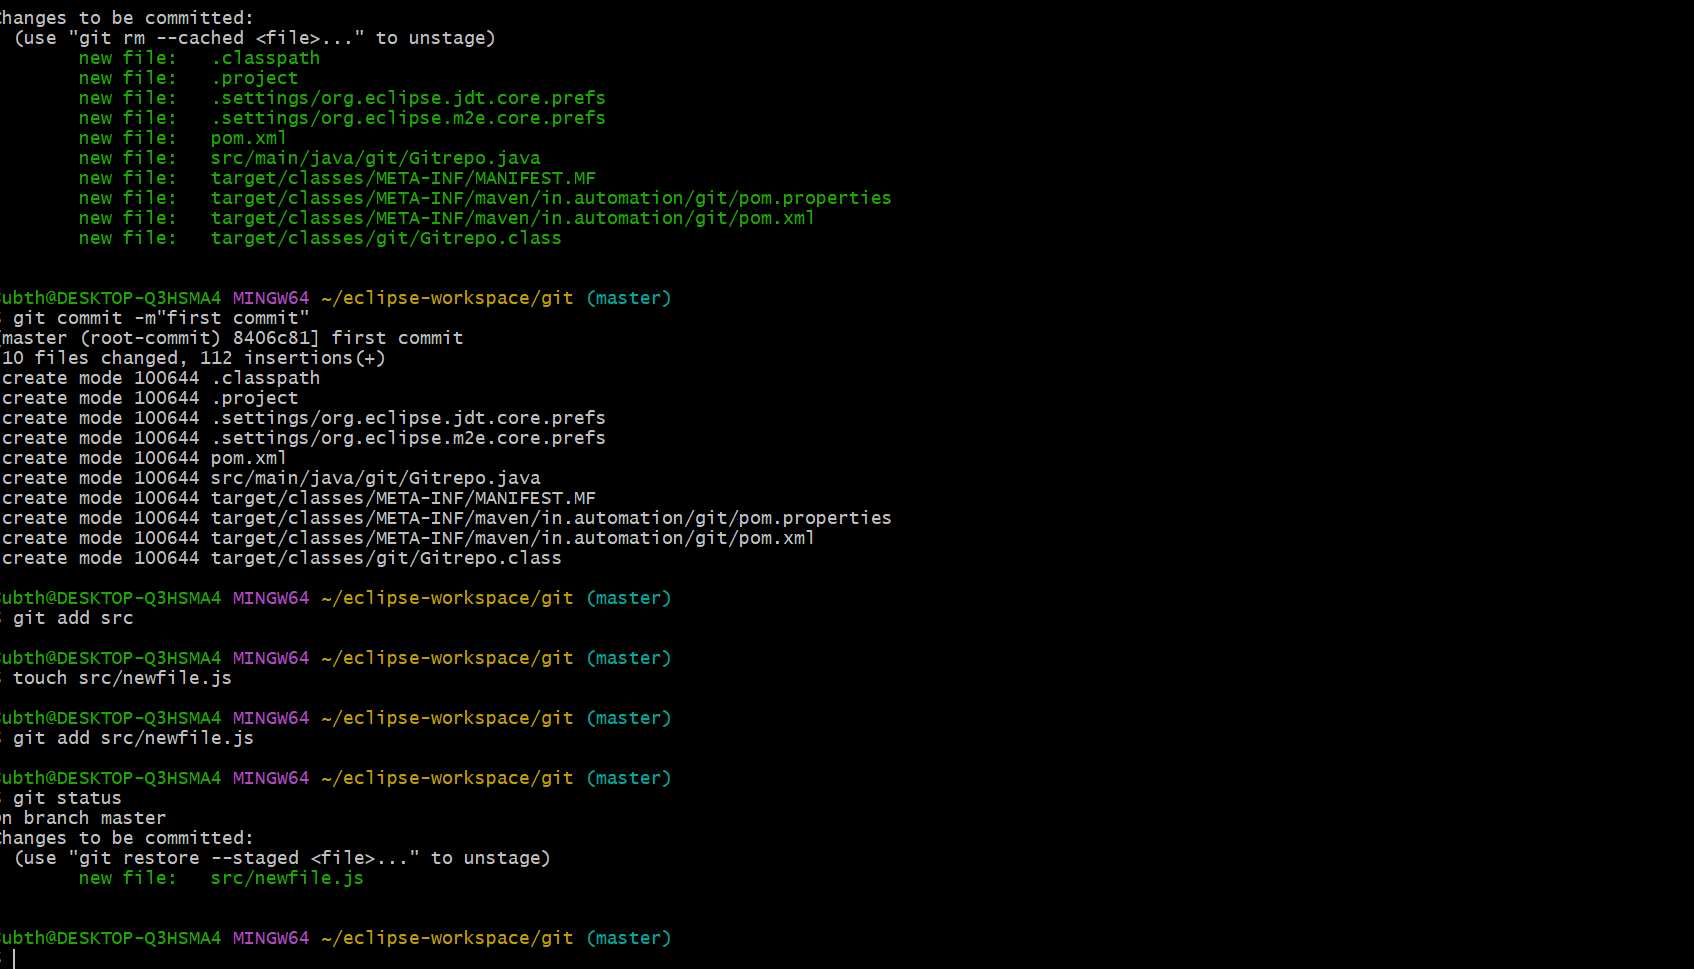 hanges to be committed:
  (use "git rm --cached <file>..." to unstage)
        new file:   .classpath
        new file:   .project
        new file:   .settings/org.eclipse.jdt.core.prefs
        new file:   .settings/org.eclipse.m2e.core.prefs
        new file:   pom.xml
        new file:   src/main/java/git/Gitrepo.java
        new file:   target/classes/META-INF/MANIFEST.MF
        new file:   target/classes/META-INF/maven/in.automation/git/pom.properties
        new file:   target/classes/META-INF/maven/in.automation/git/pom.xml
        new file:   target/classes/git/Gitrepo.class
ubth@DESKTOP-Q3HSMA4 MINGW64 ~/eclipse-workspace/git (master)
git commit -m"first commit"
master (root-commit) 8406c81] first commit
10 files changed, 112 insertions(+)
create mode 100644 .classpath
create mode 100644 .project
create mode 100644 .settings/org.eclipse.jdt.core.prefs
create mode 100644 .settings/org.eclipse.m2e.core.prefs
create mode 100644 pom.xml
create mode 100644 src/main/java/git/Gitrepo.java
create mode 100644 target/classes/META-INF/MANIFEST.MF
create mode 100644 target/classes/META-INF/maven/in.automation/git/pom.properties
create mode 100644 target/classes/META-INF/maven/in.automation/git/pom.xml
create mode 100644 target/classes/git/Gitrepo.class
ubth@DESKTOP-Q3HSMA4 MINGW64 ~/eclipse-workspace/git (master)
git add src
ubth@DESKTOP-Q3HSMA4 MINGW64 ~/eclipse-workspace/git (master)
touch src/newfile.js
ubth@DESKTOP-Q3HSMA4 MINGW64 ~/eclipse-workspace/git (master)
git add src/newfile.js
ubth@DESKTOP-Q3HSMA4 MINGW64 ~/eclipse-workspace/git (master)
git status
n branch master
hanges to be committed:
  (use "git restore --staged <file>..." to unstage)
        new file:   src/newfile.js
ubth@DESKTOP-Q3HSMA4 MINGW64 ~/eclipse-workspace/git (master)